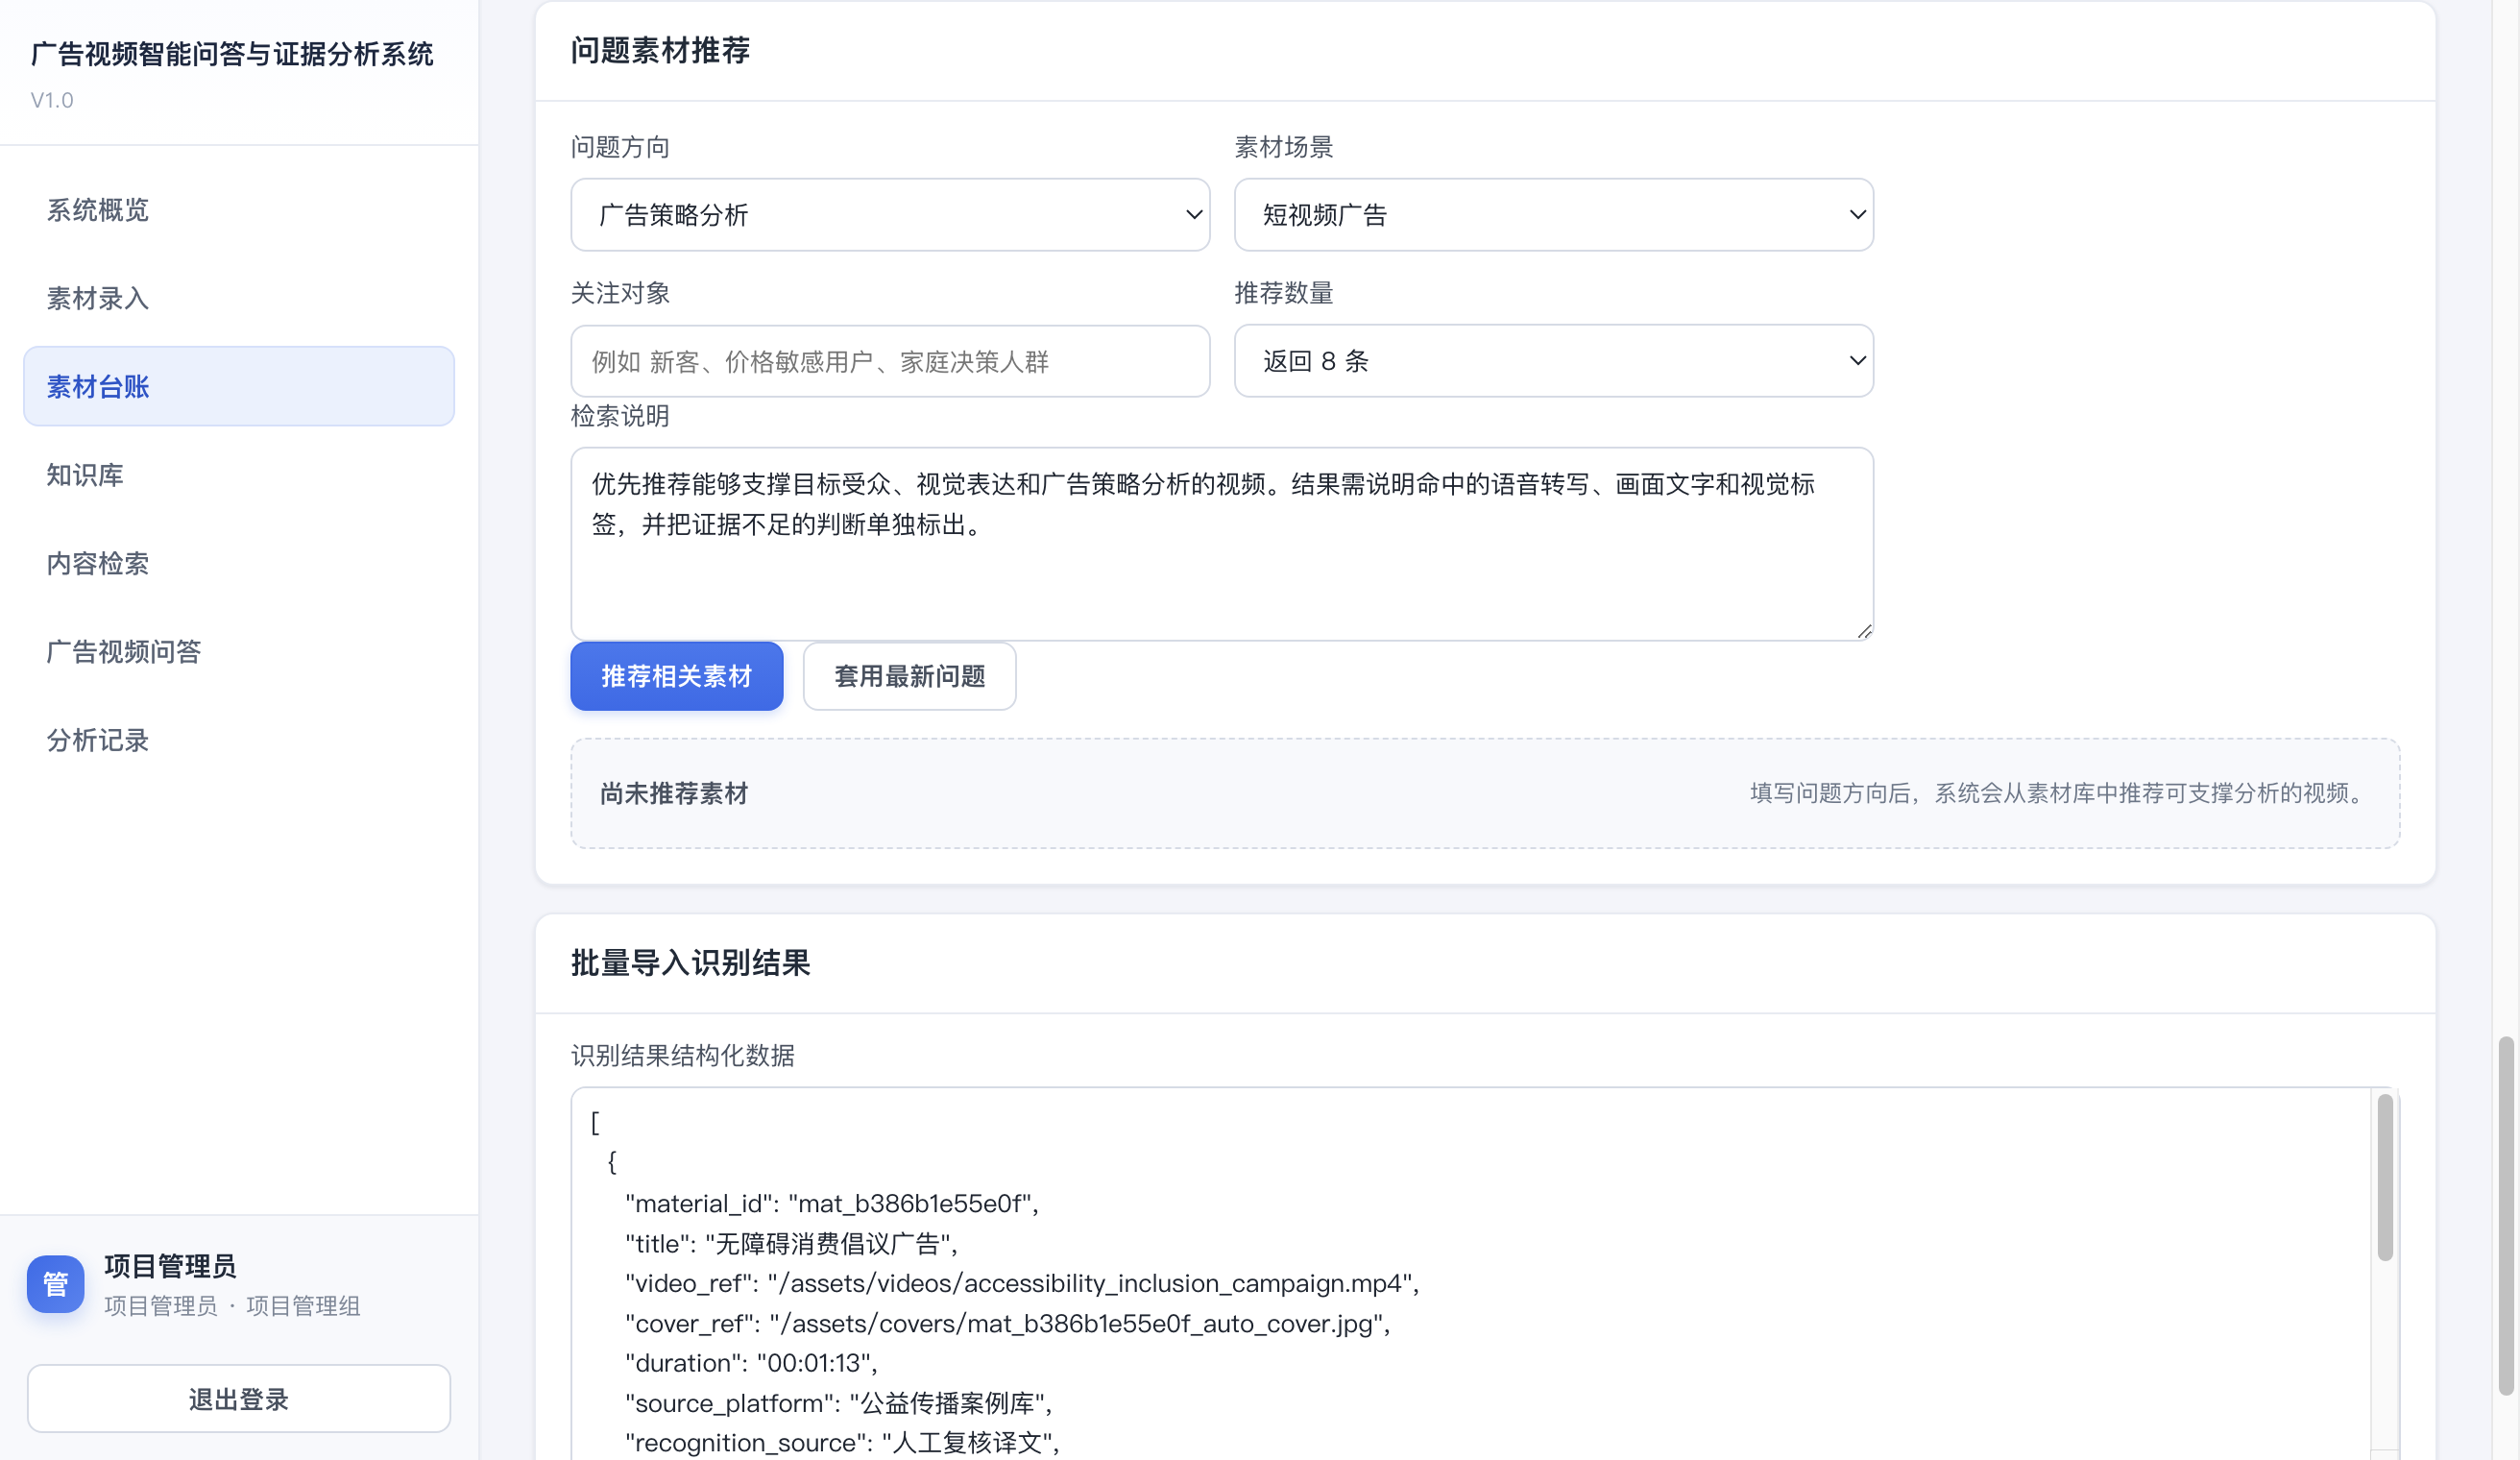 广告视频智能问答与证据分析系统
V1.0
系统概览
素材录入
素材台账
知识库
内容检索
广告视频问答
分析记录
管
项目管理员
项目管理员 · 项目管理组
退出登录
问题素材推荐
问题方向
素材场景
广告策略分析
短视频广告
关注对象
推荐数量
例如 新客、价格敏感用户、家庭决策人群
返回 8 条
检索说明
优先推荐能够支撑目标受众、视觉表达和广告策略分析的视频。结果需说明命中的语音转写、画面文字和视觉标
签，并把证据不足的判断单独标出。
推荐相关素材
套用最新问题
尚未推荐素材
填写问题方向后，系统会从素材库中推荐可支撑分析的视频。
批量导入识别结果
识别结果结构化数据
[
{
"material_id": "mat_b386b1e55e0f",
"title": "无障碍消费倡议广告",
"video_ref": "/assets/videos/accessibility_inclusion_campaign.mp4",
"cover_ref": "/assets/covers/mat_b386b1e55e0f_auto_cover.jpg",
"duration": "00:01:13",
"source_platform": "公益传播案例库",
"recognition_source": "人工复核译文",